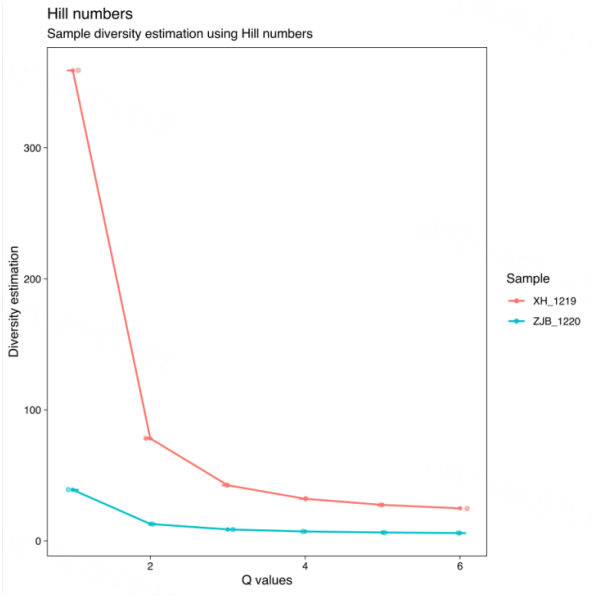 Hill numbers
Sample diversity estimation using Hill numbers
300
200
100
0
Diversity estimation
2
4
6
Q values
Sample
XH_1219
ZJB_1220